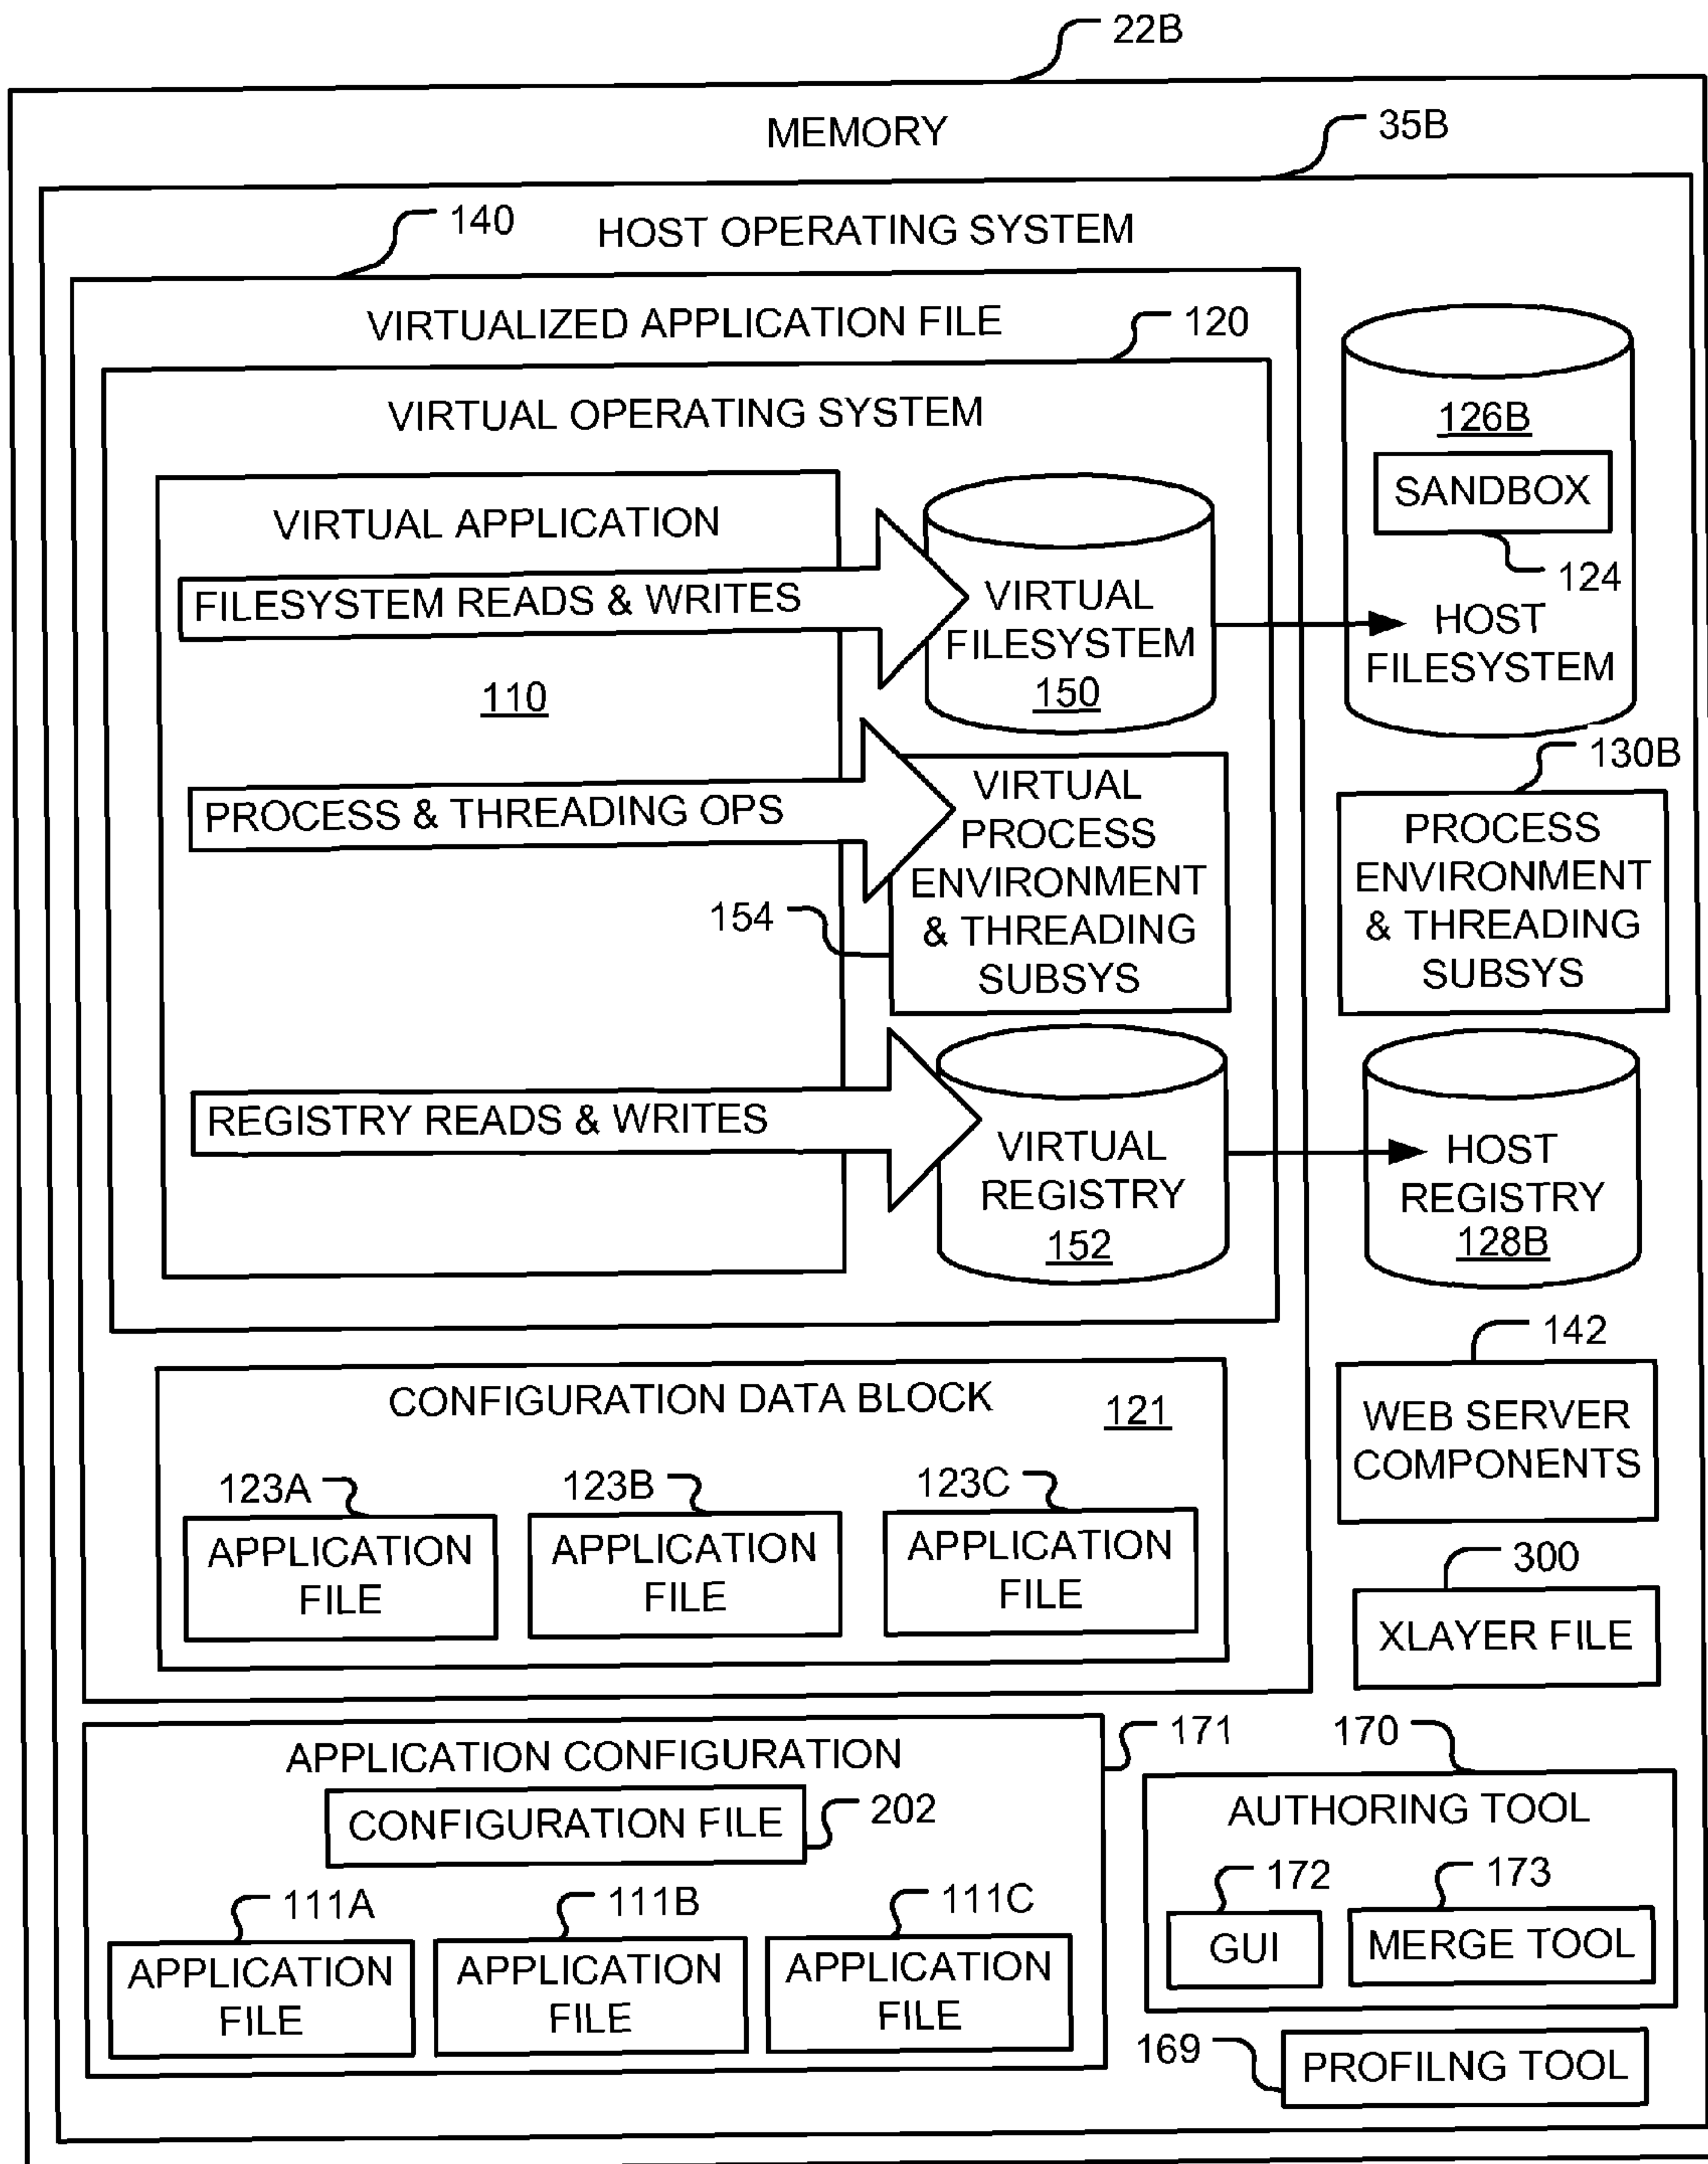 22B
MEMORY
35B
HOST OPERATING SYSTEM
140
VIRTUALIZED APPLICATION FILE
120
VIRTUAL OPERATING SYSTEM
VIRTUAL APPLICATION
FILESYSTEM READS & WRITES
110
VIRTUAL
FILESYSTEM
150
126B
SANDBOX
124
HOST
FILESYSTEM
PROCESS & THREADING OPS
154
VIRTUAL
PROCESS
ENVIRONMENT
& THREADING
SUBSYS
130B
PROCESS
ENVIRONMENT
& THREADING
SUBSYS
REGISTRY READS & WRITES
VIRTUAL
REGISTRY
152
HOST
REGISTRY
128B
142
WEB SERVER
COMPONENTS
CONFIGURATION DATA BLOCK
121
123A
APPLICATION
FILE
123B
APPLICATION
FILE
123C
APPLICATION
FILE
300
XLAYER FILE
171
APPLICATION CONFIGURATION
CONFIGURATION FILE
202
111A
APPLICATION
FILE
111B
APPLICATION
FILE
111C
APPLICATION
FILE
170
AUTHORING TOOL
172
GUI
173
MERGE TOOL
169
PROFILNG TOOL